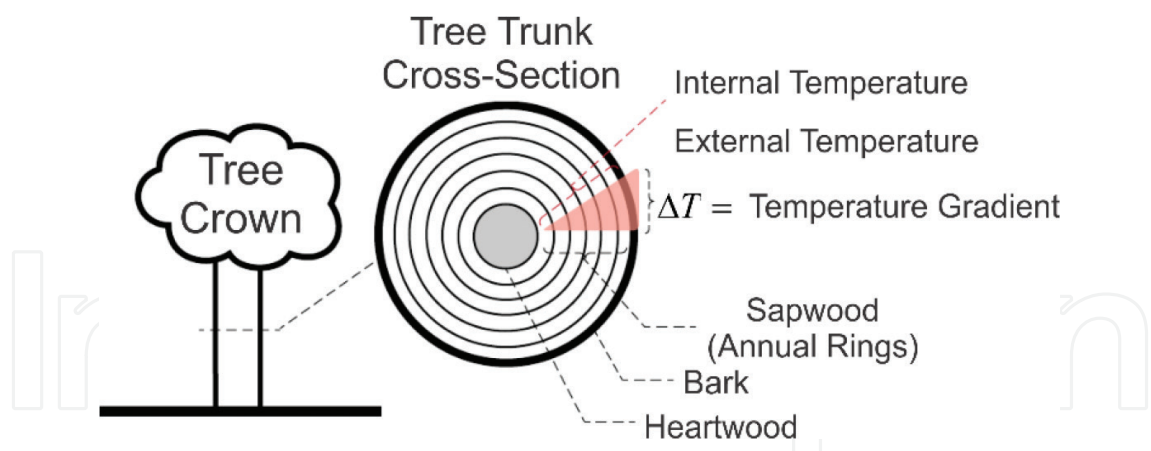 Tree Trunk
Cross-Section
Internal Temperature
External Temperature
Tree
Crown
ΔT = Temperature Gradient
Sapwood
(Annual Rings)
Bark
Heartwood